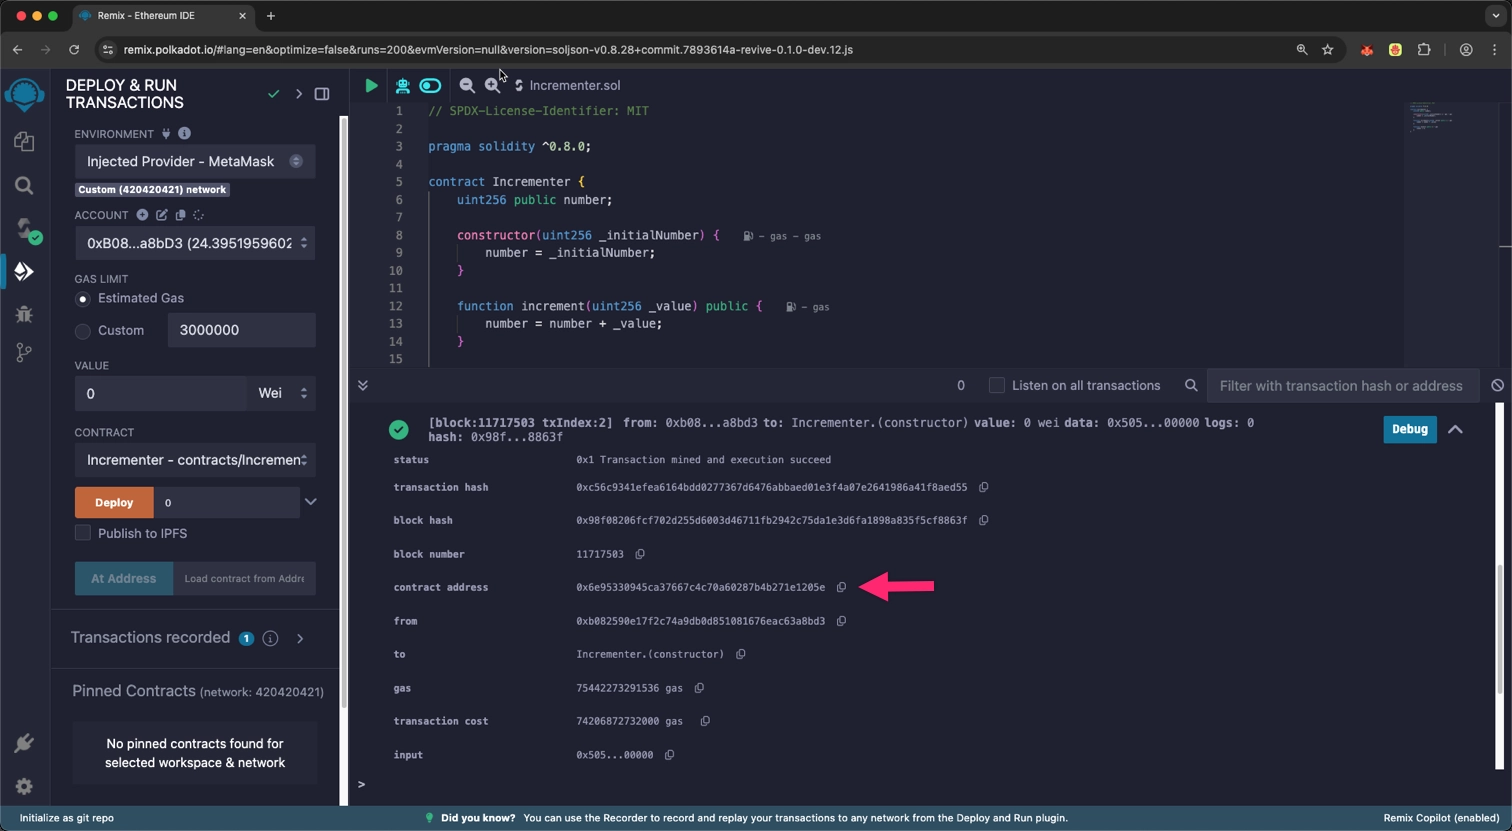 Remix - Ethereum IDE
remix.polkadot.io/#lang=en&optimize=false&runs=200&evmVersion=null&version=soljson-v0.8.28+commit.7893614a-revive-0.1.0-dev.12.js
DEPLOY & RUN
TRANSACTIONS
ENVIRONMENT
Injected Provider - MetaMask
Custom (420420421) network
ACCOUNT
0xB08...a8bD3 (24.3951959602
GAS LIMIT
Estimated Gas
Custom
3000000
VALUE
0
Wei
CONTRACT
Incrementer - contracts/Incremen
Deploy
0
Publish to IPFS
At Address
Load contract from Addre
Transactions recorded 1
Pinned Contracts (network: 420420421)
No pinned contracts found for
selected workspace & network
Incrementer.sol
1 // SPDX-License-Identifier: MIT
2
3 pragma solidity ^0.8.0;
4
5 contract Incrementer {
6 uint256 public number;
7
8 constructor(uint256 _initialNumber) { - gas - gas
9 number = _initialNumber;
10 }
11
12 function increment(uint256 _value) public { - gas
13 number = number + _value;
14 }
15
0
Listen on all transactions
Filter with transaction hash or address
[block:11717503 txIndex:2] from: 0xb08...a8bd3 to: Incrementer.(constructor) value: 0 wei data: 0x505...00000 logs: 0
hash: 0x98f...8863f
Debug
status 0x1 Transaction mined and execution succeed
transaction hash 0xc56c9341efea6164bdd0277367d6476abbaed01e3f4a07e2641986a41f8aed55
block hash 0x98f08206fcf702d255d6003d46711fb2942c75da1e3d6fa1898a835f5cf8863f
block number 11717503
contract address 0x6e95330945ca37667c4c70a60287b4b271e1205e
from 0xb082590e17f2c74a9db0d851081676eac63a8bd3
to Incrementer.(constructor)
gas 75442273291536 gas
transaction cost 74206872732000 gas
input 0x505...00000
>
Initialize as git repo
Did you know? You can use the Recorder to record and replay your transactions to any network from the Deploy and Run plugin.
Remix Copilot (enabled)